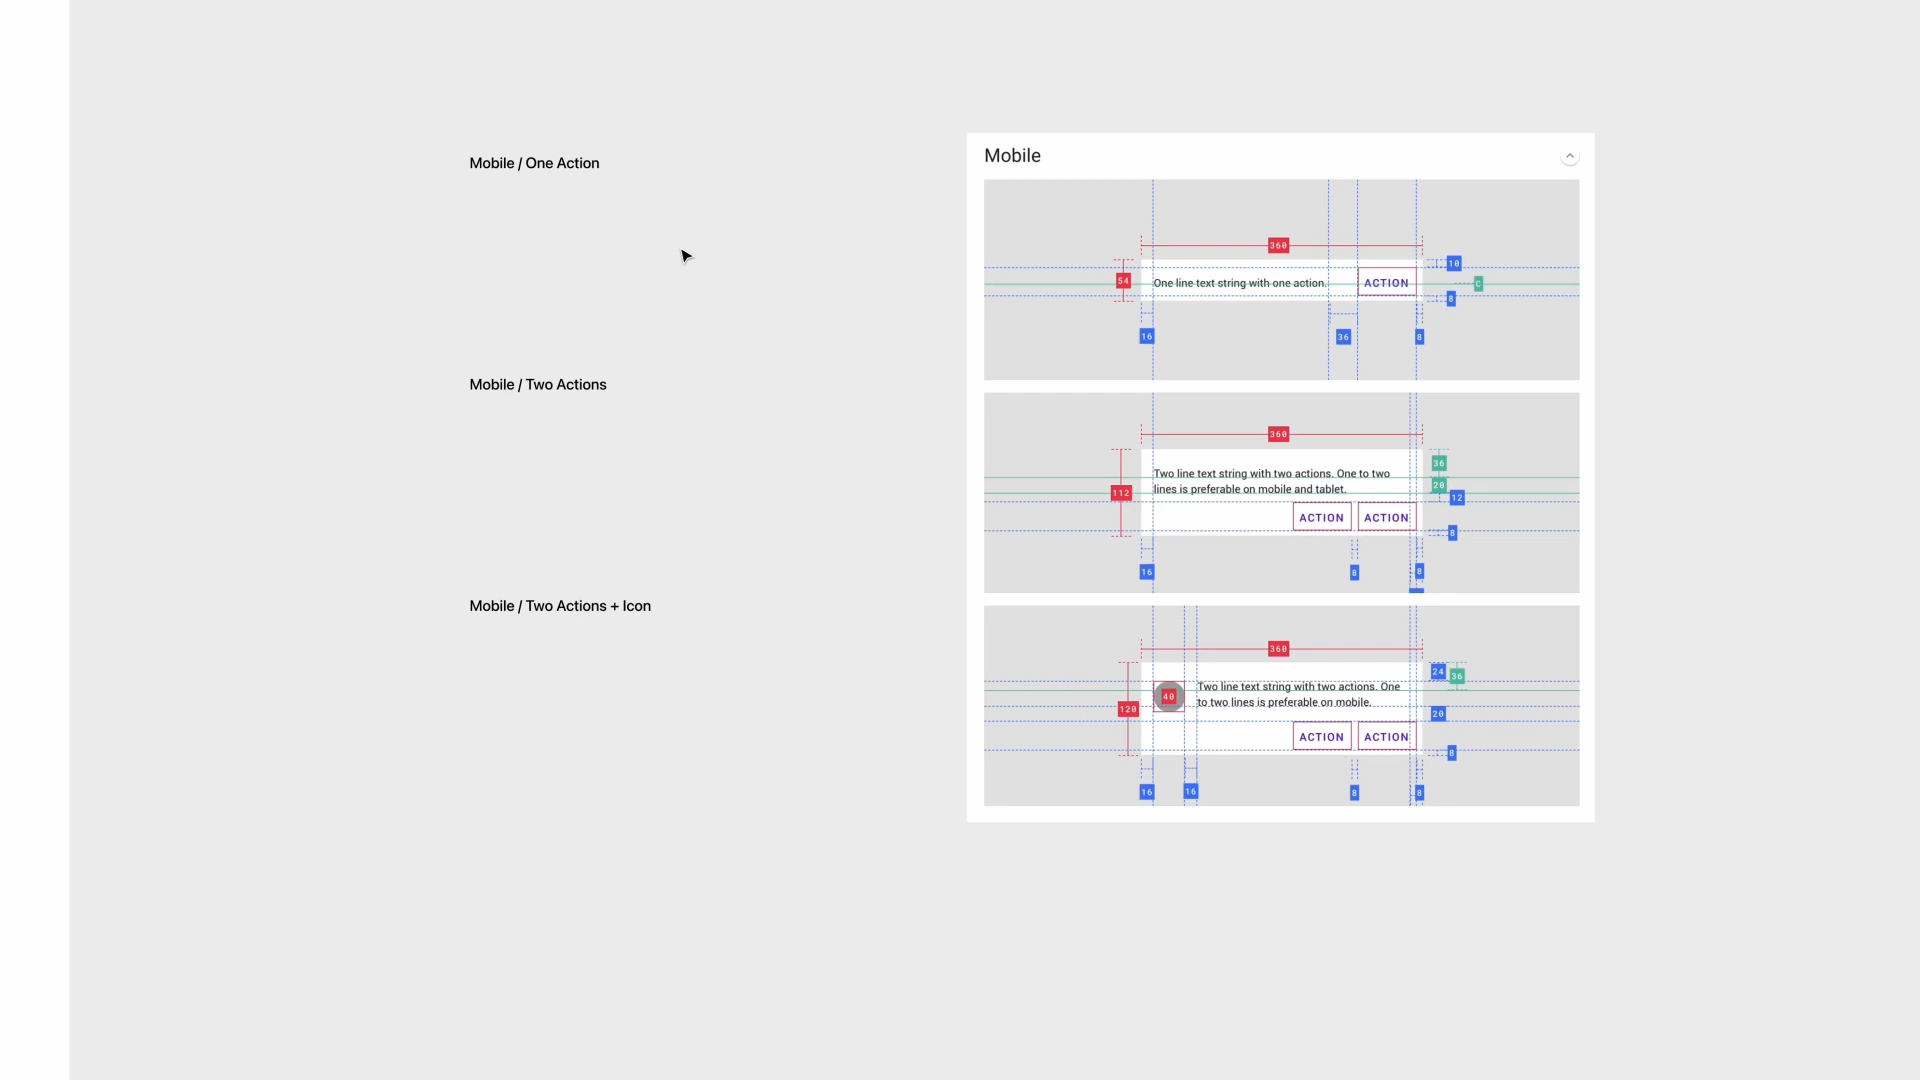 Mobile / One Action
Mobile / Two Actions
Mobile / Two Actions + Icon
Mobile
360
54
One line text string with one action.
ACTION
10
C
8
16
36
8
360
112
Two line text string with two actions. One to two
lines is preferable on mobile and tablet.
ACTION
ACTION
36
20
12
8
16
8
8
360
120
40
Two line text string with two actions. One
to two lines is preferable on mobile.
ACTION
ACTION
24
36
20
8
16
16
8
8